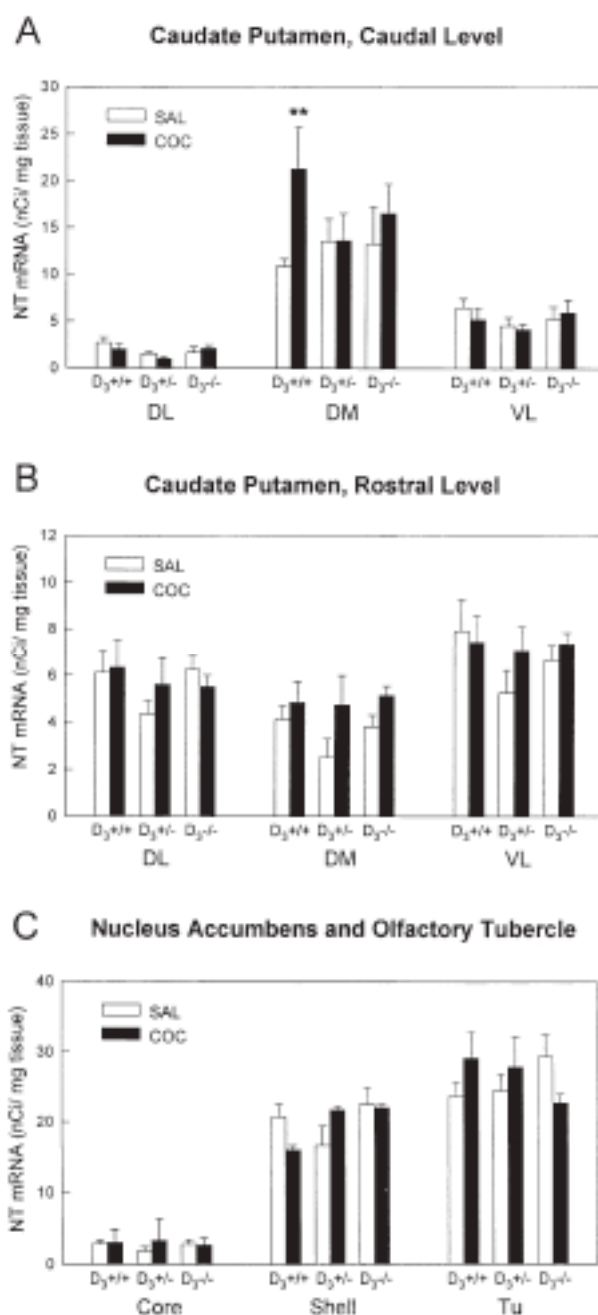 A
Caudate Putamen, Caudal Level
NT mRNA (nCi/ mg tissue)
30
25
20
15
10
5
0
SAL
COC
**
D3+/+ D3+/- D3-/- D3+/+ D3+/- D3-/- D3+/+ D3+/- D3-/-
DL DM VL
B
Caudate Putamen, Rostral Level
NT mRNA (nCi/ mg tissue)
12
10
8
6
4
2
0
SAL
COC
D3+/+ D3+/- D3-/- D3+/+ D3+/- D3-/- D3+/+ D3+/- D3-/-
DL DM VL
C
Nucleus Accumbens and Olfactory Tubercle
NT mRNA (nCi/ mg tissue)
40
30
20
10
0
SAL
COC
D3+/+ D3+/- D3-/- D3+/+ D3+/- D3-/- D3+/+ D3+/- D3-/-
Core Shell Tu